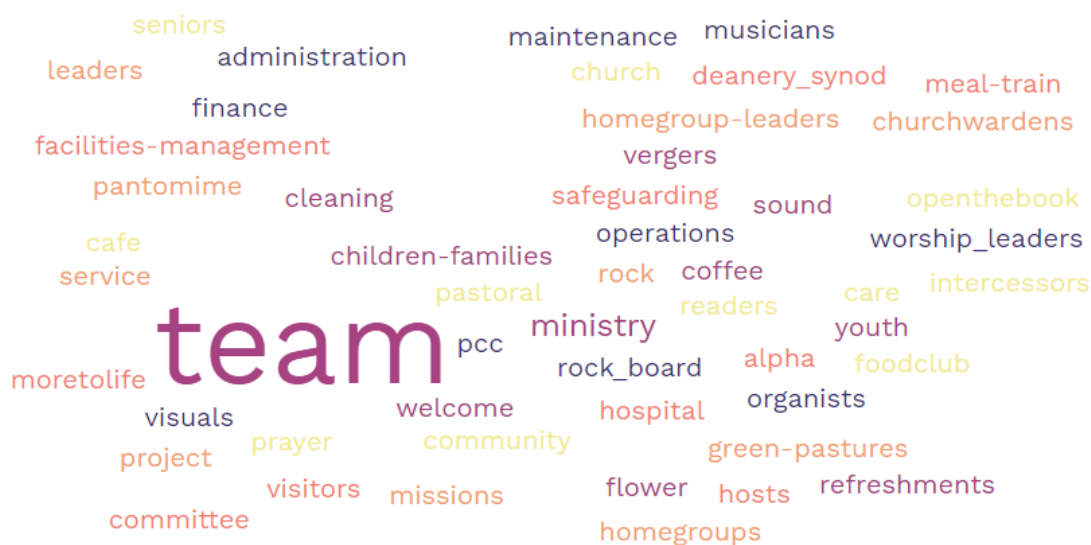 seniors
musicians
maintenance
administration
leaders
church
deanery_synod
meal-train
finance
homegroup-leaders
churchwardens
facilities-management
vergers
pantomime
cleaning
safeguarding
sound
openthebook
operations
worship_leaders
cafe
children-families
service
rock
coffee
intercessors
pastoral
care
readers
ministry
youth
team
pcc
alpha
foodclub
rock_board
moretolife
organists
welcome
hospital
visuals
prayer
community
green-pastures
project
refreshments
flower
visitors
hosts
missions
committee
homegroups